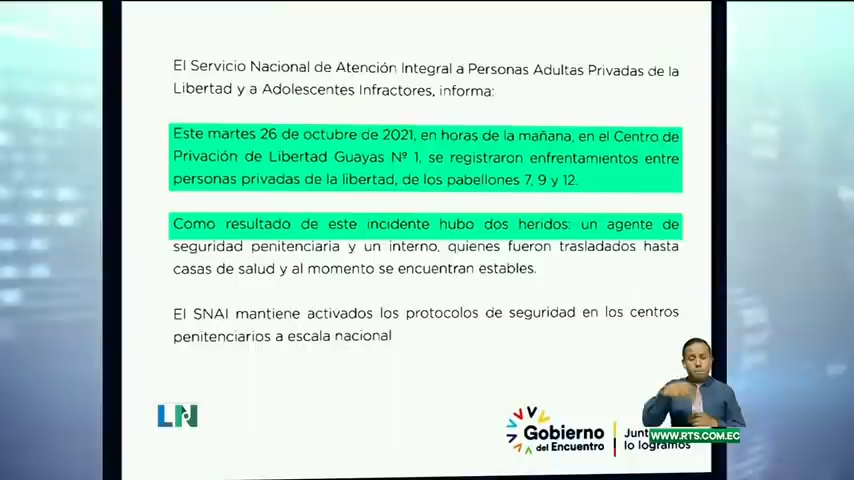 El Servicio Nacional de Atención Integral a Personas Adultas Privadas de la
Libertad y a Adolescentes Infractores, informa:
Este martes 26 de octubre de 2021, en horas de la mañana, en el Centro de
Privación de Libertad Guayas Nº 1, se registraron enfrentamientos entre
personas privadas de la libertad, de los pabellones 7, 9 y 12.
Como resultado de este incidente hubo dos heridos: un agente de
seguridad penitenciaria y un interno, quienes fueron trasladados hasta
casas de salud y al momento se encuentran estables.
El SNAI mantiene activados los protocolos de seguridad en los centros
penitenciarios a escala nacional
LN
Gobierno
del Encuentro
lo logramos
WWW.RTS.COM.EC